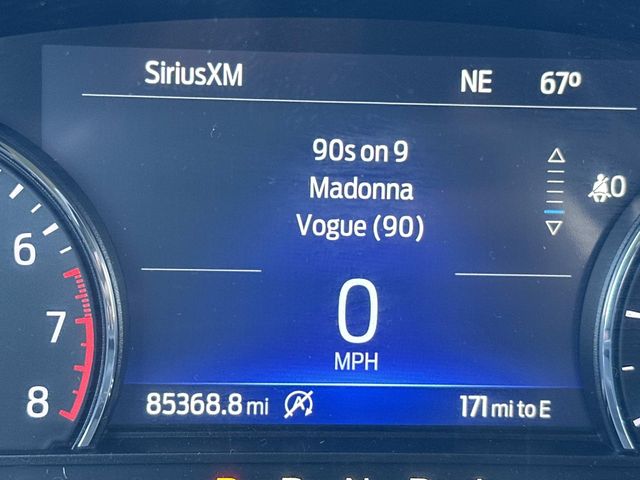 SiriusXM NE 67º
90s on 9
Madonna
Vogue (90)
0
6
7
8
0
MPH
85368.8 mi A 171 mi to E